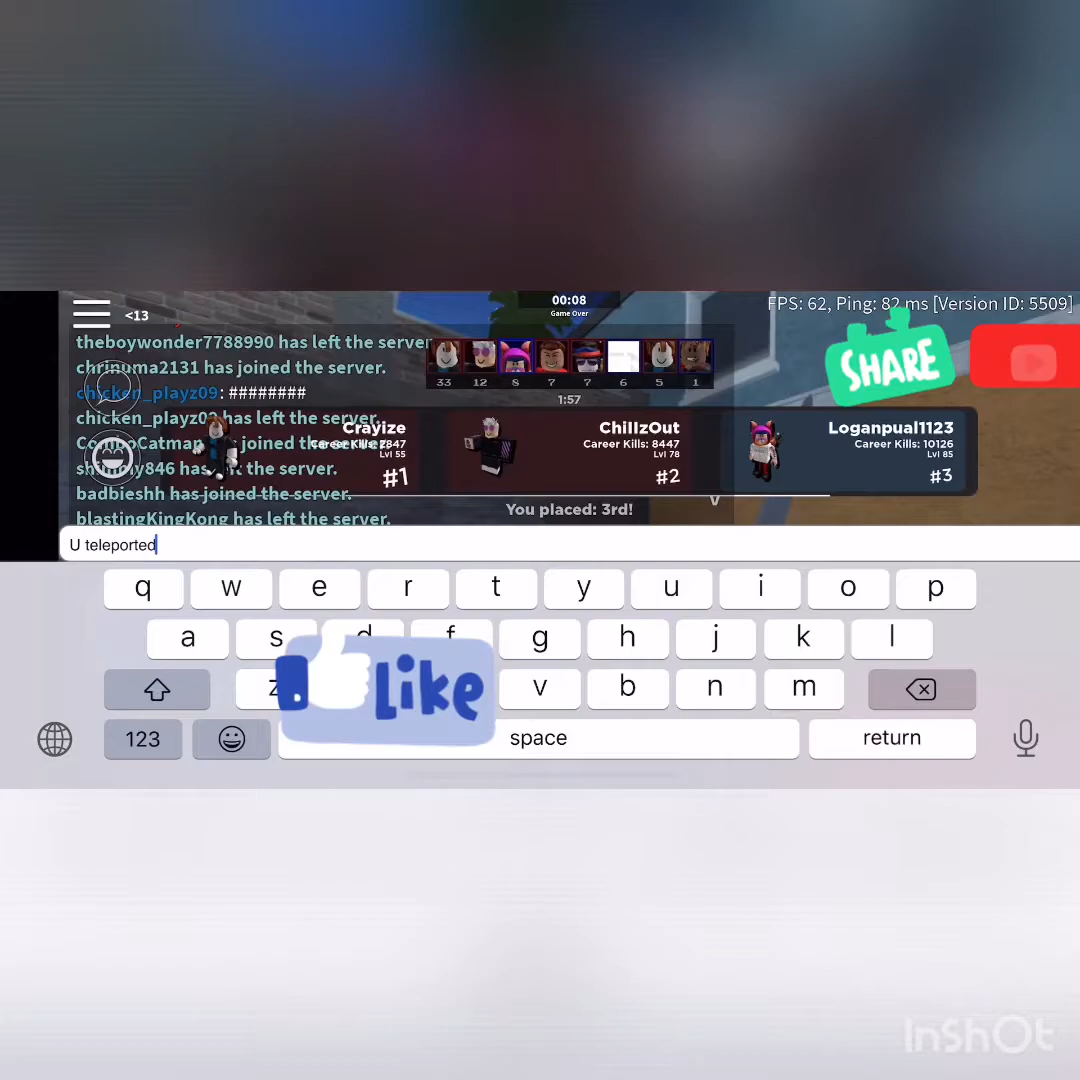 00:08
Game Over
FPS: 62, Ping: 82 ms [Version ID: 5509]
<13
theboywonder7788990 has left the server
chrinuma2131 has joined the server.
chicken_playz09: ########
has left the server.
joined the server.
the server.
badbieshh has joined the server.
blastingKingKong has left the server.
33 12 8 7 7 6 5 1
1:57
Crayize
Lvl 55
#1
ChillzOut
Career Kills: 8447
Lvl 78
#2
Loganpual1123
Career Kills: 10126
Lvl 85
#3
V
You placed: 3rd!
SHARE
U teleported
q w e r t y u i o p
a s d f g h j k l
z v b n m
Like
123 space return
InShOt